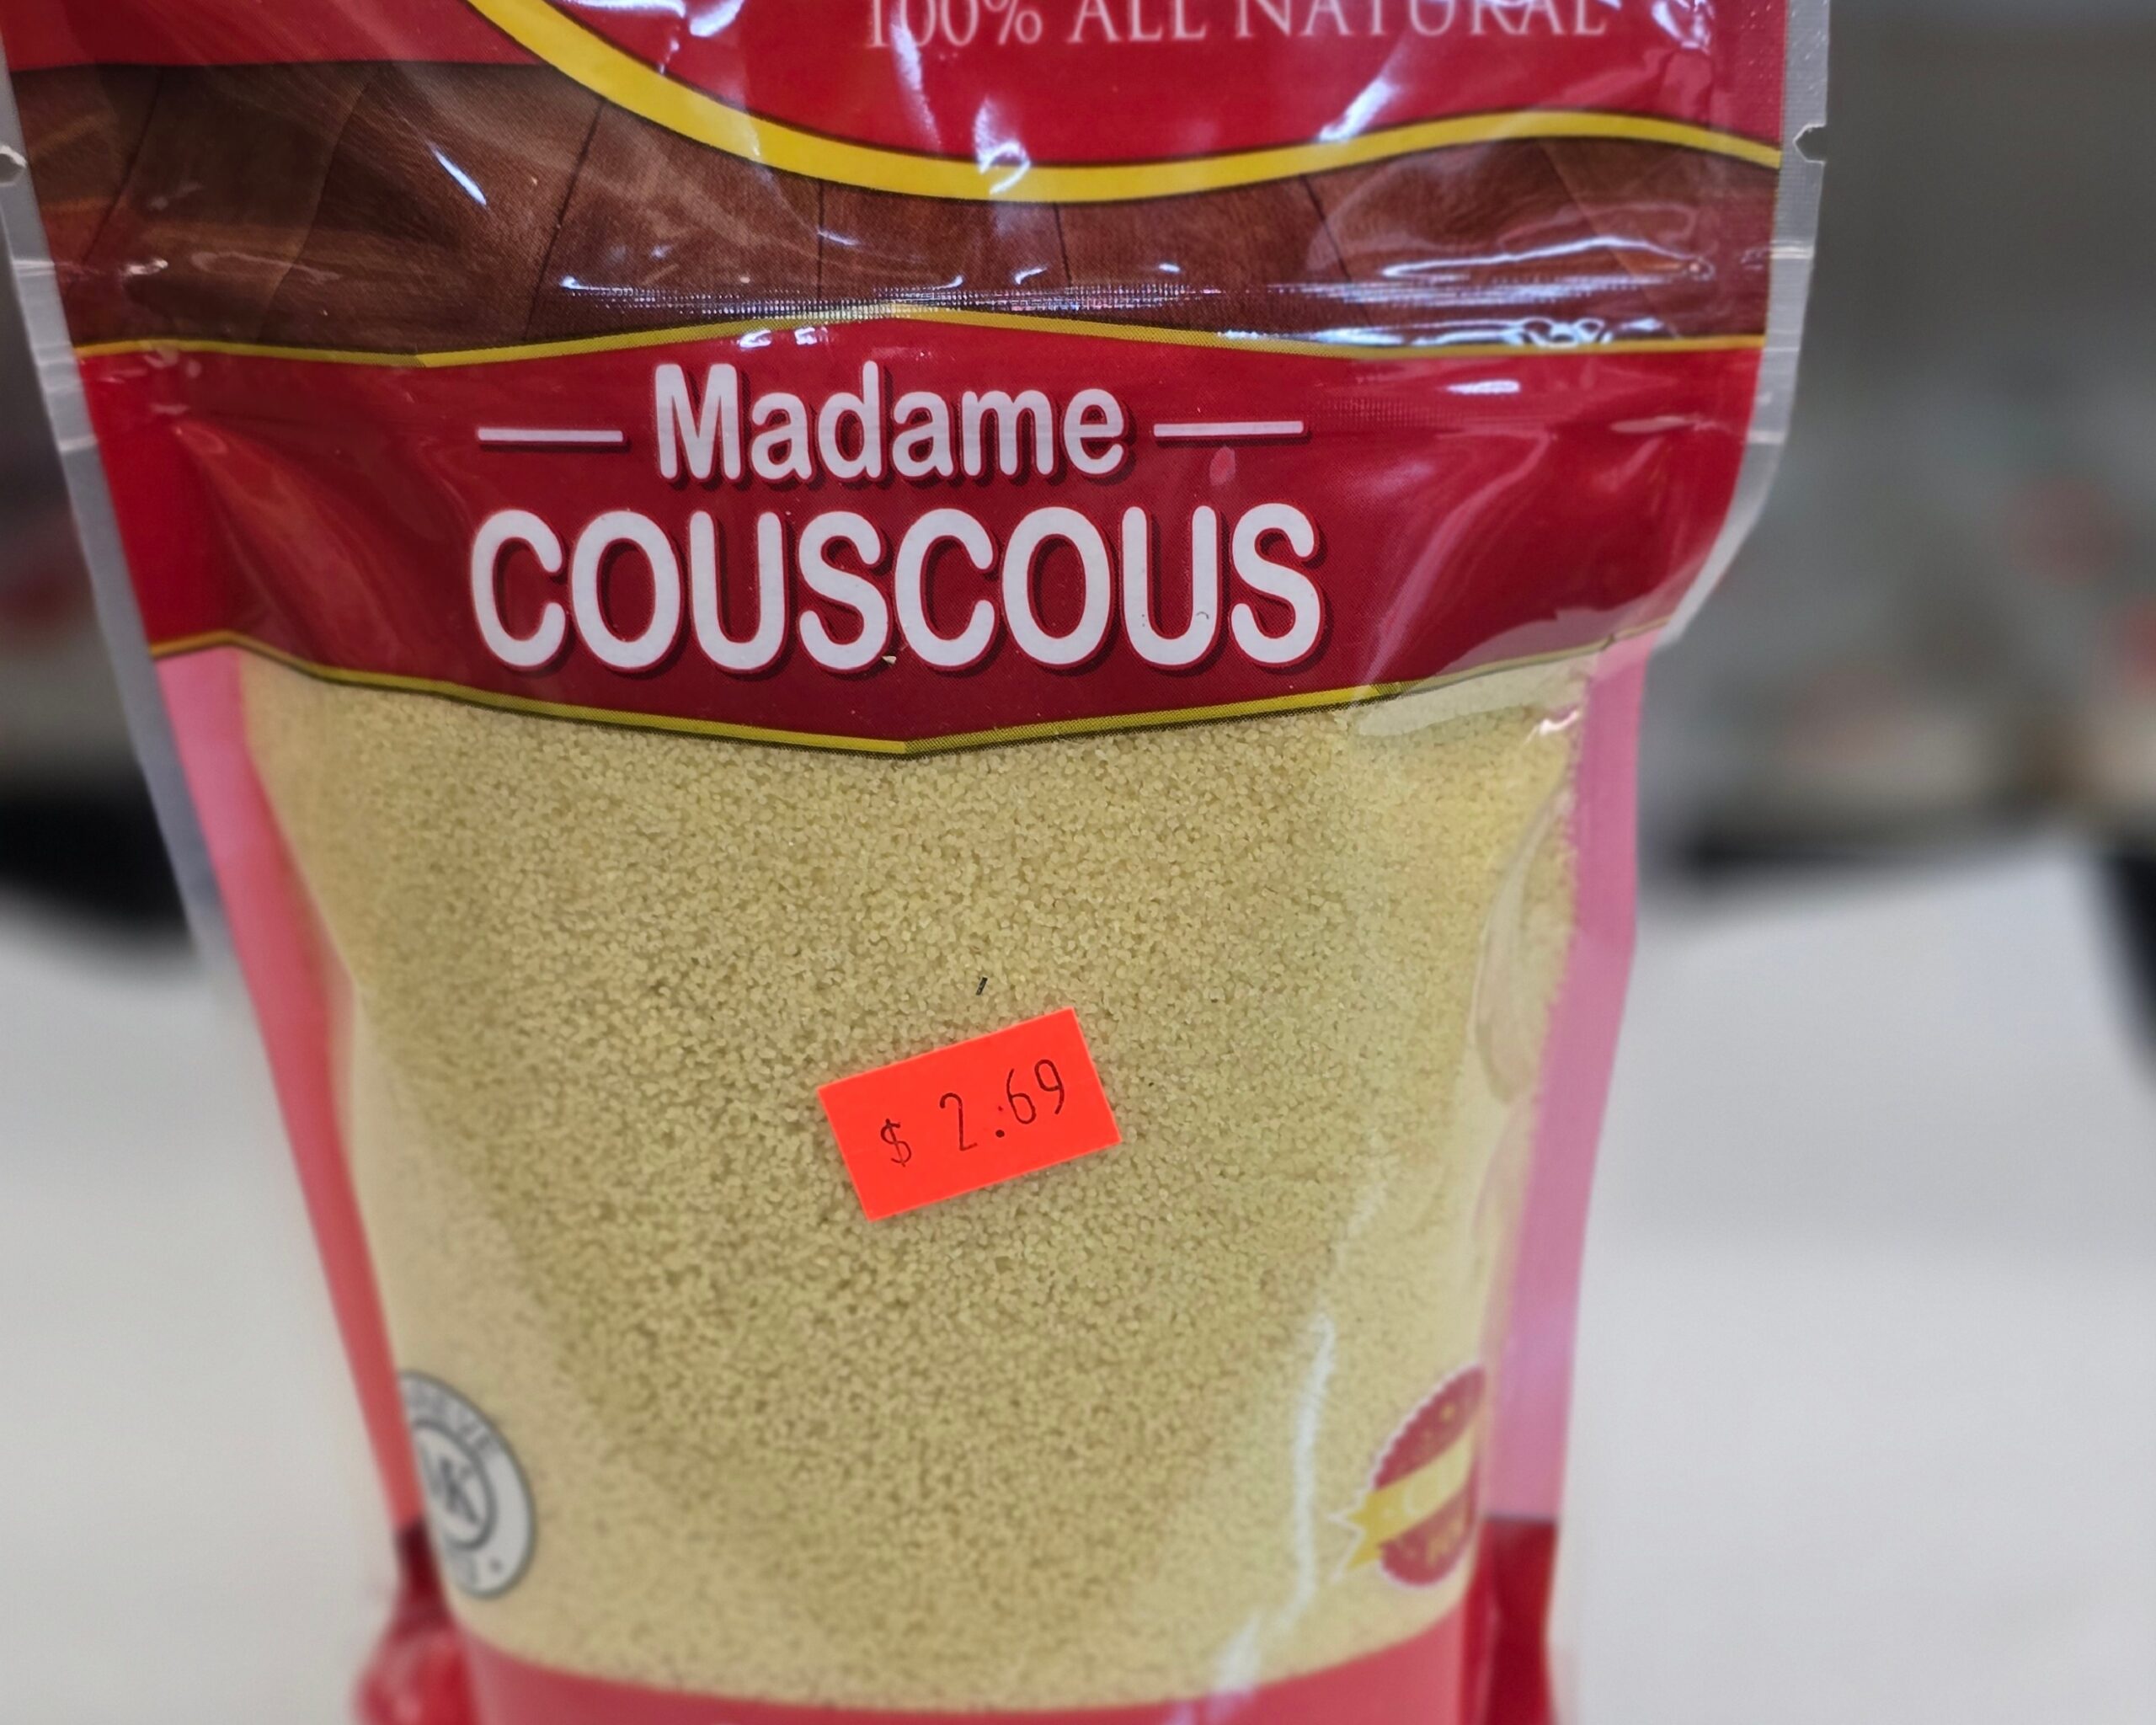 100% ALL NATURAL
Madame
COUSCOUS
$ 2.69